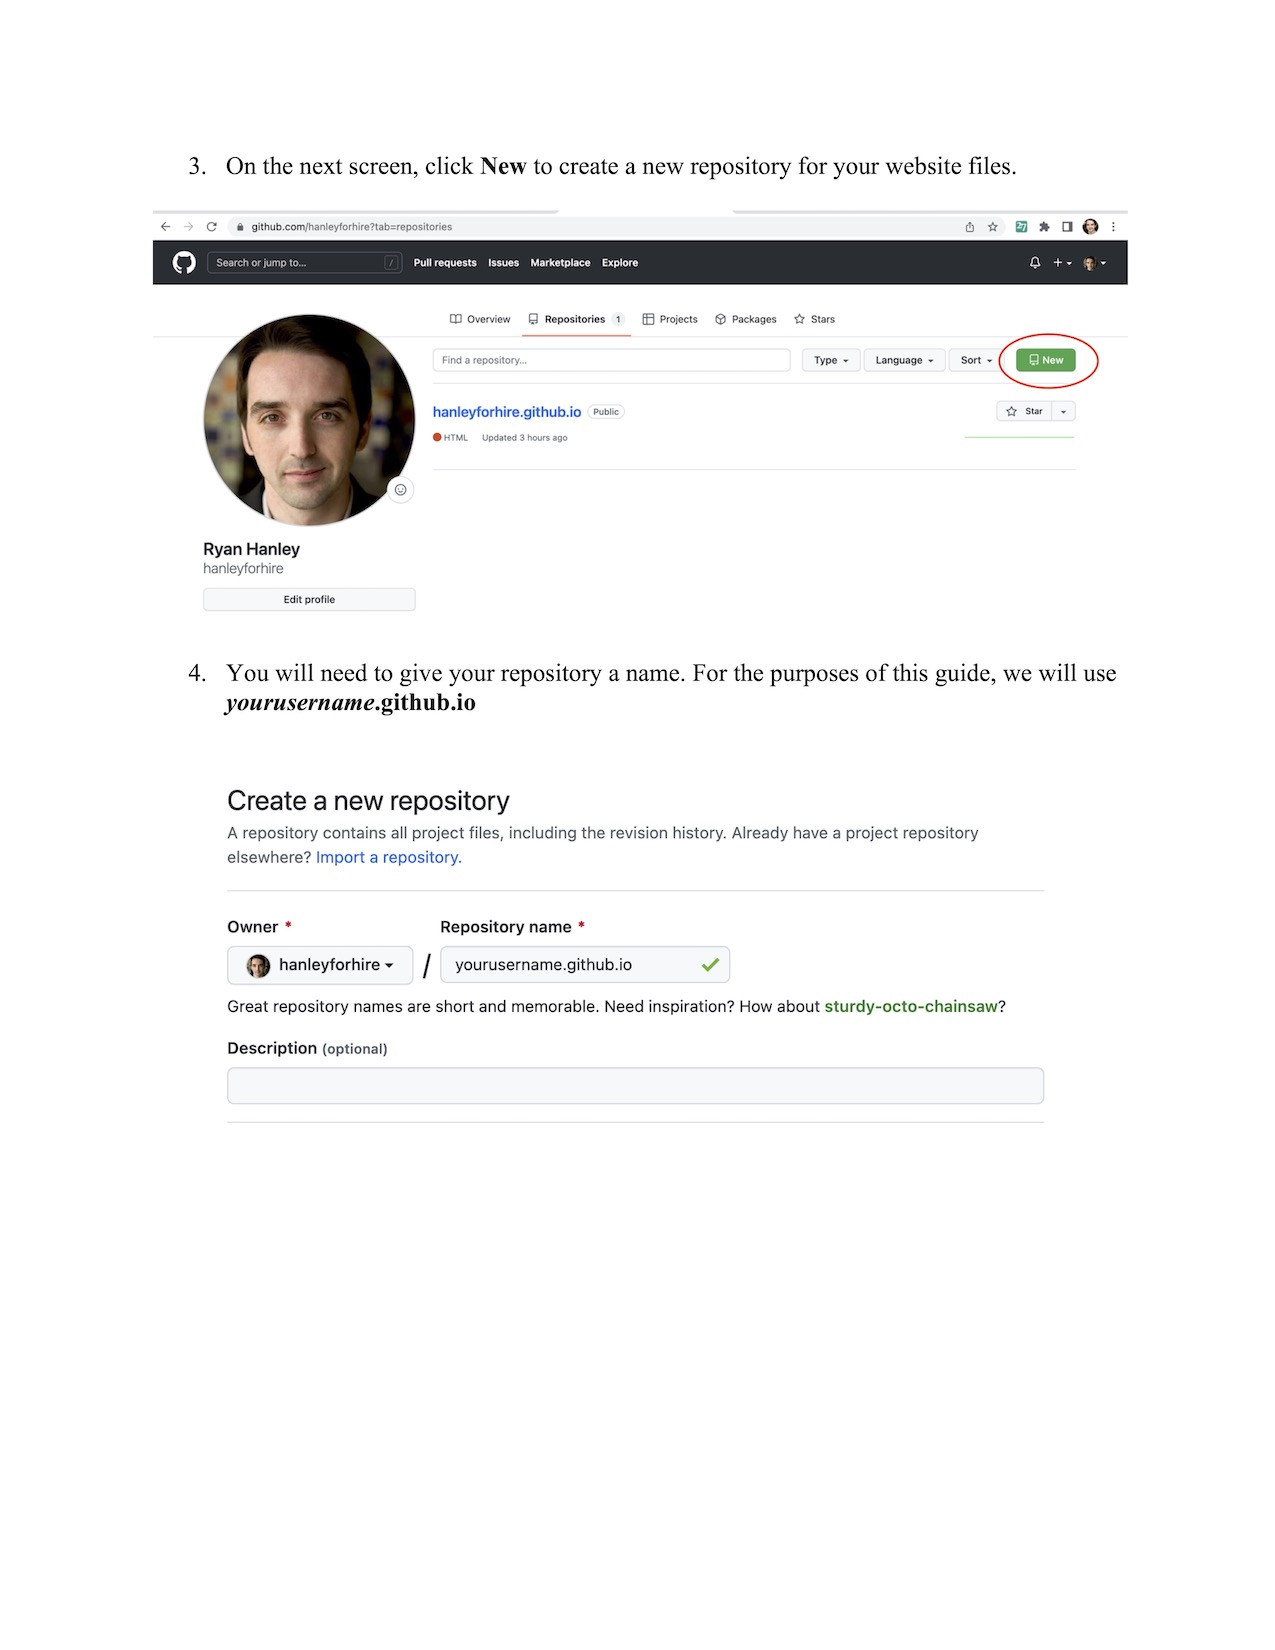 3. On the next screen, click New to create a new repository for your website files.
github.com/hanleyforhire?tab=repositories
27
Search or jump to... / Pull requests Issues Marketplace Explore
Overview Repositories 1 Projects Packages Stars
Find a repository... Type Language Sort New
hanleyforhire.github.io Public Star
HTML Updated 3 hours ago
Ryan Hanley
hanleyforhire
Edit profile
4. You will need to give your repository a name. For the purposes of this guide, we will use
yourusername.github.io
Create a new repository
A repository contains all project files, including the revision history. Already have a project repository
elsewhere? Import a repository.
Owner * Repository name *
hanleyforhire / yourusername.github.io
Great repository names are short and memorable. Need inspiration? How about sturdy-octo-chainsaw?
Description (optional)